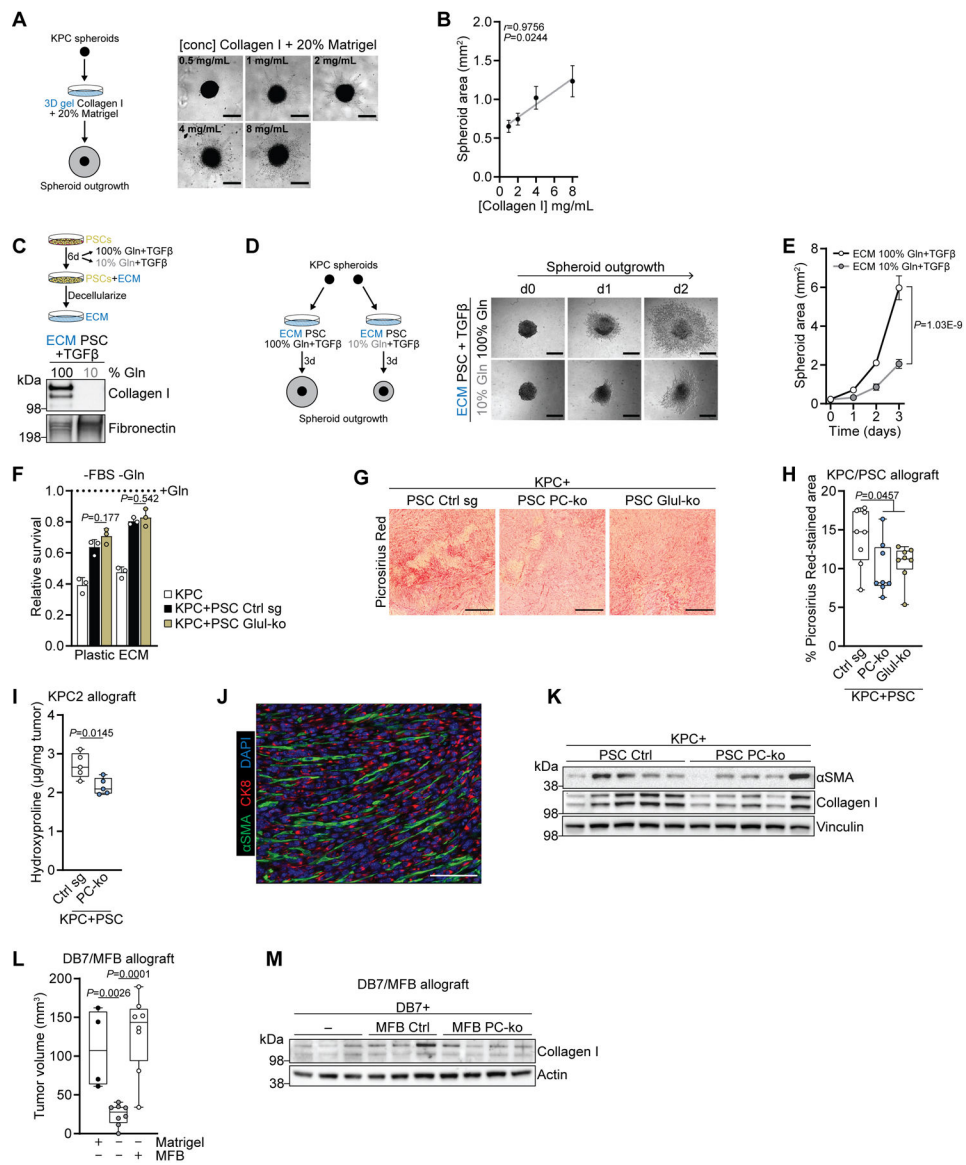 A
KPC spheroids
3D gel Collagen I
+ 20% Matrigel
Spheroid outgrowth
[conc] Collagen I + 20% Matrigel
0.5 mg/mL
1 mg/mL
2 mg/mL
4 mg/mL
8 mg/mL
B
r=0.9756
P=0.0244
Spheroid area (mm²)
2.0
1.5
1.0
0.5
0.0
0 2 4 6 8
[Collagen I] mg/mL
C
PSCs
6d
100% Gln+TGFβ
10% Gln+TGFβ
PSCs+ECM
Decellularize
ECM
ECM PSC
+TGFβ
kDa 100 10 % Gln
98
Collagen I
198
Fibronectin
D
KPC spheroids
ECM PSC
100% Gln+TGFβ
ECM PSC
10% Gln+TGFβ
3d
3d
Spheroid outgrowth
Spheroid outgrowth
d0 d1 d2
ECM PSC + TGFβ
100% Gln
10% Gln
E
ECM 100% Gln+TGFβ
ECM 10% Gln+TGFβ
Spheroid area (mm²)
8
6
4
2
0
P=1.03E-9
0 1 2 3
Time (days)
F
-FBS -Gln
+Gln
P=0.542
P=0.177
Relative survival
1.0
0.8
0.6
0.4
0.2
0.0
KPC
KPC+PSC Ctrl sg
KPC+PSC Glul-ko
Plastic ECM
G
KPC+
PSC Ctrl sg
PSC PC-ko
PSC Glul-ko
Picrosirius Red
H
KPC/PSC allograft
P=0.0457
% Picrosirius Red-stained area
20
15
10
5
0
Ctrl sg
PC-ko
Glul-ko
KPC+PSC
I
KPC2 allograft
P=0.0145
Hydroxyproline (µg/mg tumor)
4
3
2
1
0
Ctrl sg
PC-ko
KPC+PSC
J
αSMA CK8 DAPI
K
KPC+
PSC Ctrl
PSC PC-ko
kDa
38
αSMA
98
Collagen I
98
Vinculin
L
DB7/MFB allograft
P=0.0001
P=0.0026
Tumor volume (mm³)
200
150
100
50
0
+ – – Matrigel
– – + MFB
M
DB7/MFB allograft
DB7+
– MFB Ctrl MFB PC-ko
kDa
98
Collagen I
38
Actin